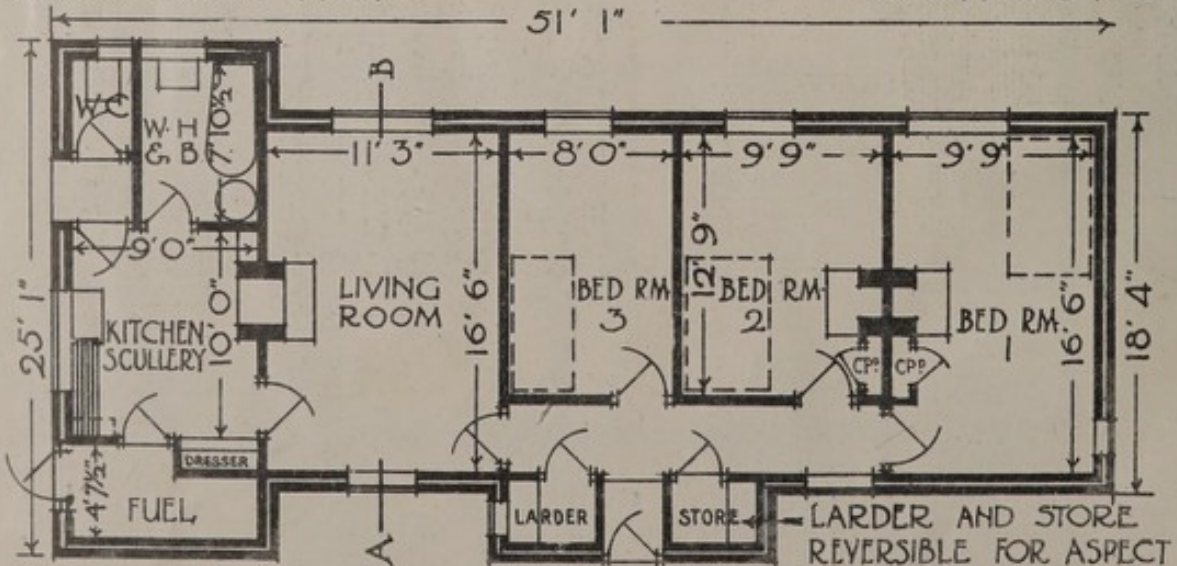 51' 1"
B
W C
W. H
& B
7' 10½"
11' 3"
8' 0"
9' 9"
9' 9"
9' 0"
25' 1"
KITCHEN
SCULLERY
10' 0"
LIVING
ROOM
16' 6"
BED RM
3
12' 9"
BED RM
2
BED RM.
1
16' 6"
18' 4"
CPD
CPD
DRESSER
4' 7½"
FUEL
A
LARDER
STORE
LARDER AND STORE
REVERSIBLE FOR ASPECT